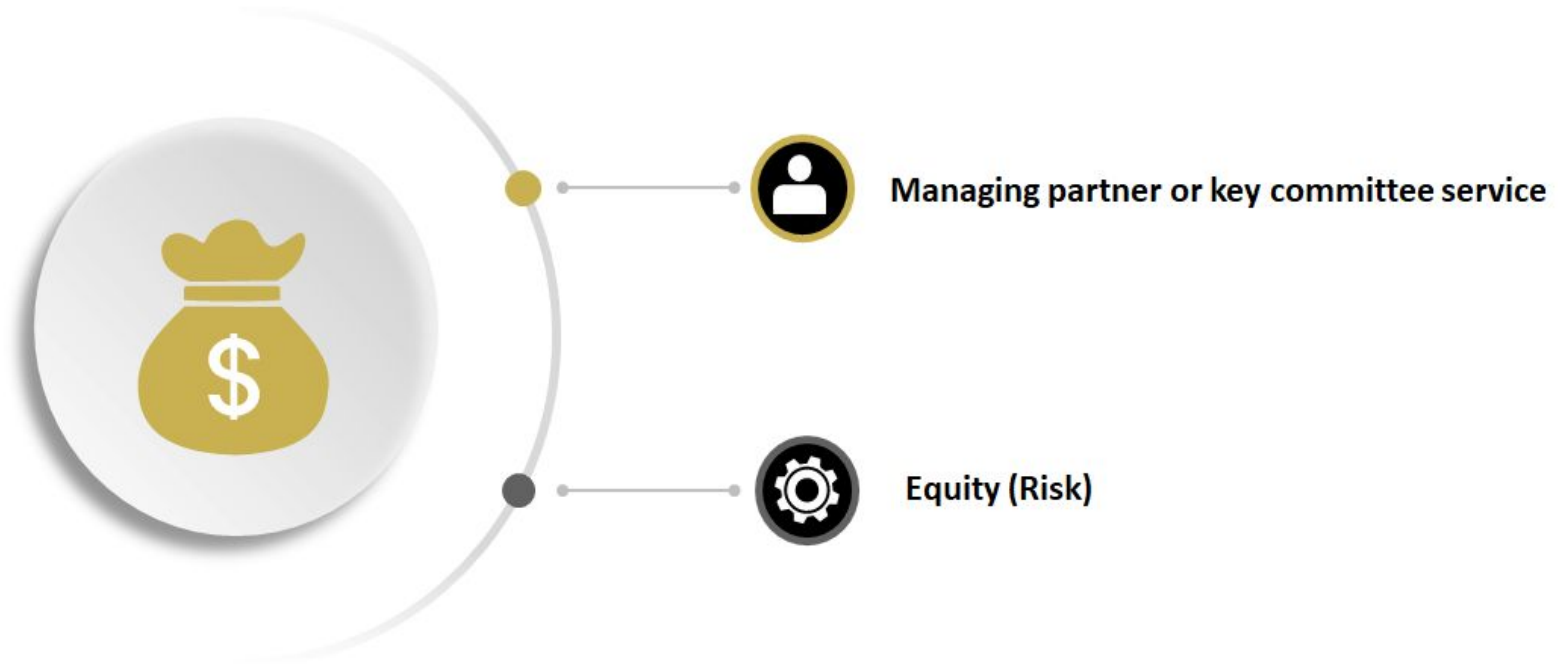 Managing partner or key committee service
$
Equity (Risk)